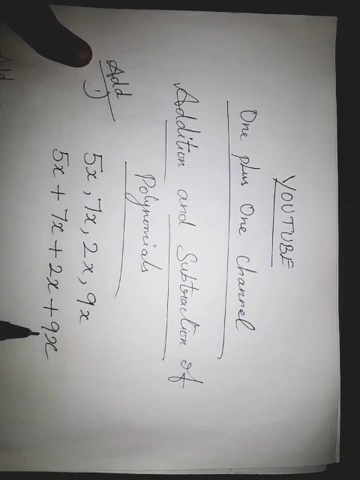 YOUTUBE
One plus One channel
Addition and Subtraction of
Polynomials
Add
1) 5x, 7x, 2x, 9x
5x + 7x + 2x + 9x